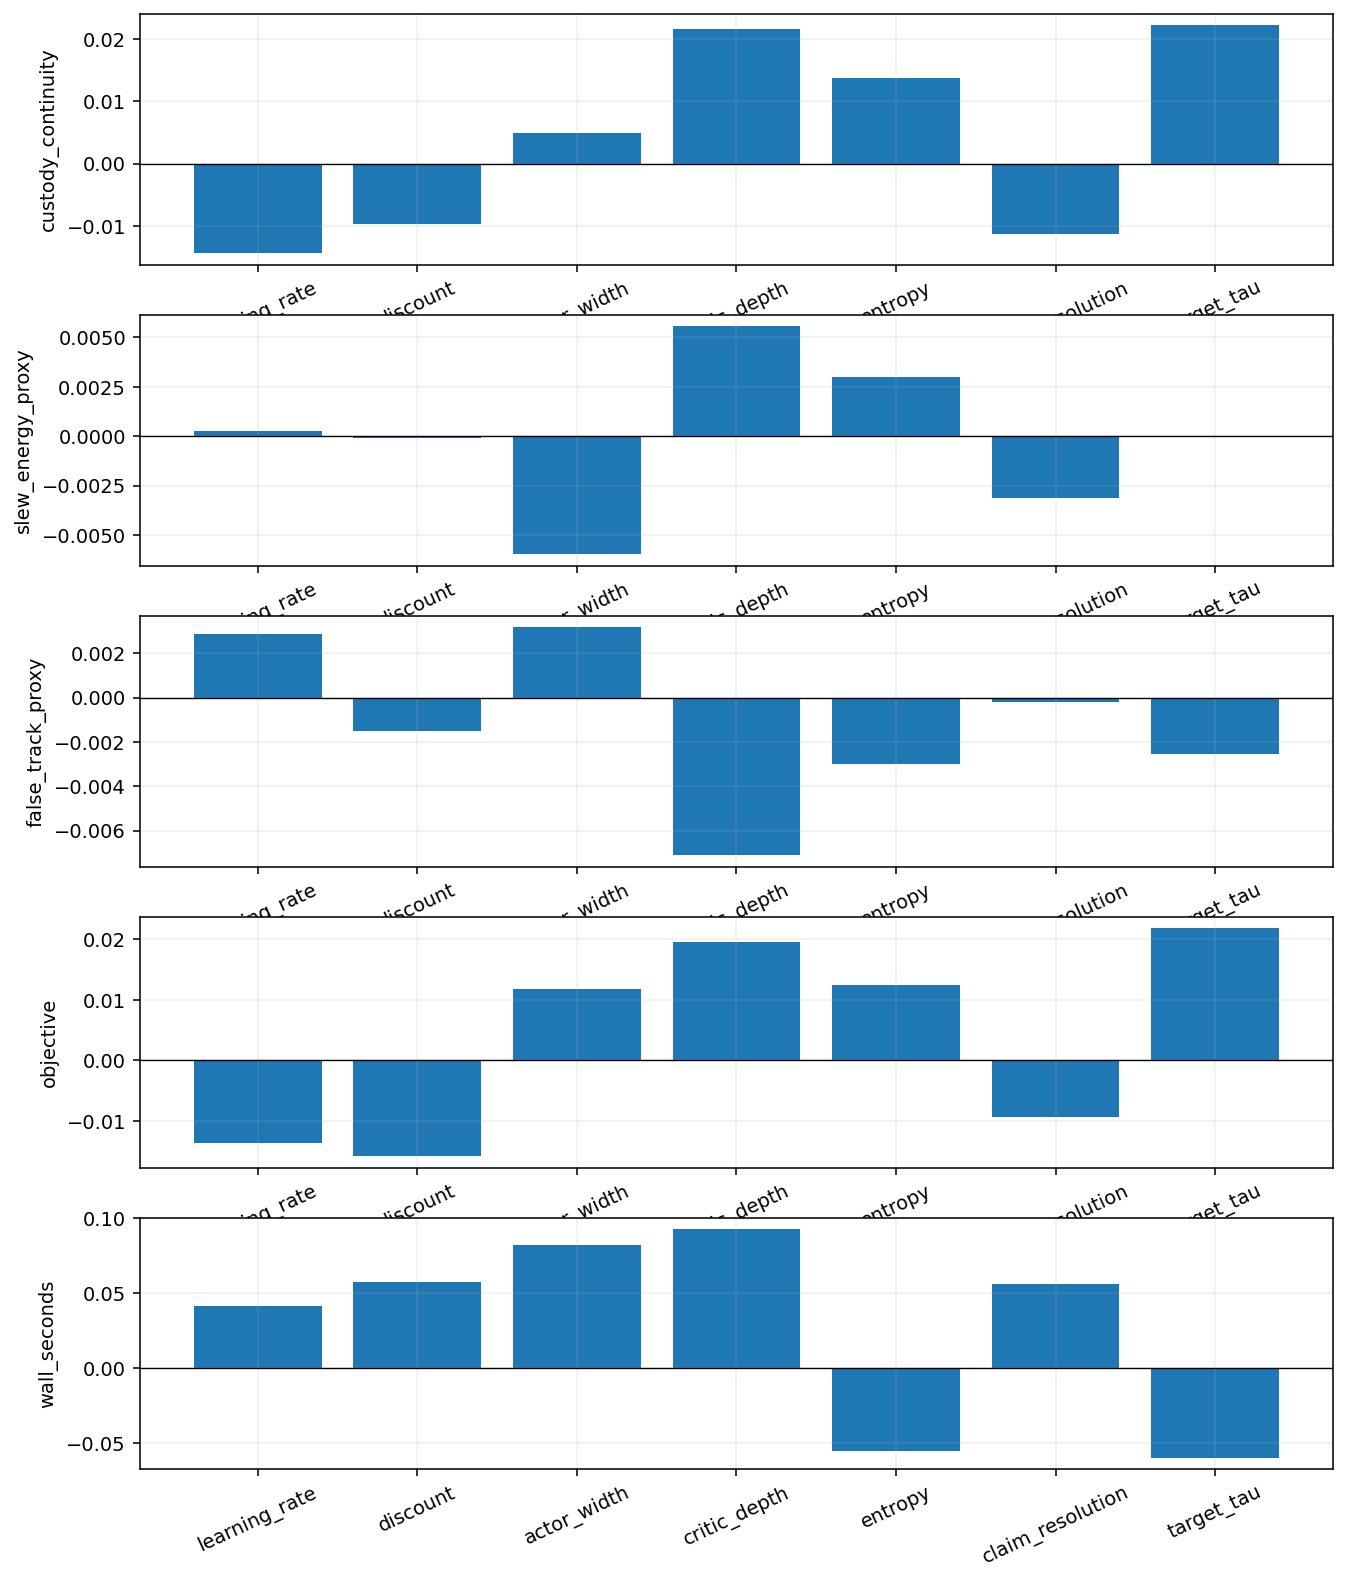 0.02
0.01
0.00
−0.01
custody_continuity
0.0050
0.0025
0.0000
−0.0025
−0.0050
slew_energy_proxy
0.002
0.000
−0.002
−0.004
−0.006
false_track_proxy
0.02
0.01
0.00
−0.01
objective
0.10
0.05
0.00
−0.05
wall_seconds
learning_rate
discount
actor_width
critic_depth
entropy
claim_resolution
target_tau